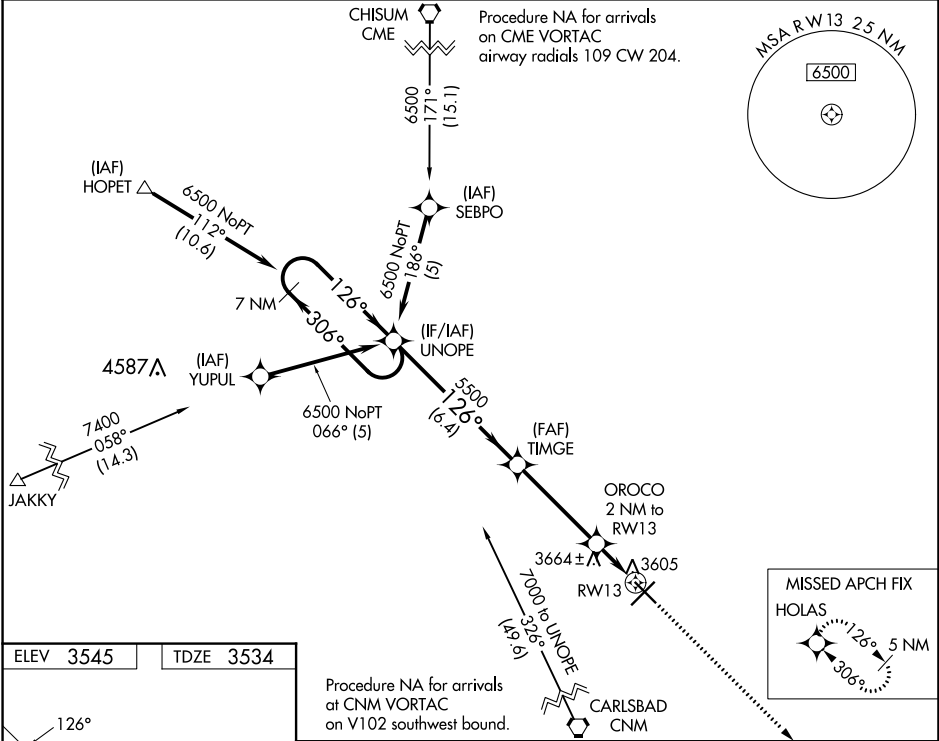 CHISUM
CME
Procedure NA for arrivals
on CME VORTAC
airway radials 109 CW 204.
MSA RW13 25 NM
6500
6500
171°
(15.1)
(IAF)
HOPET
6500 NoPT
112°
(10.6)
(IAF)
SEBPO
6500 NoPT
186°
(5)
7 NM
126°
306°
(IF/IAF)
UNOPE
4587
(IAF)
YUPUL
6500 NoPT
066° (5)
5500
126°
(6.4)
7400
058°
(14.3)
JAKKY
(FAF)
TIMGE
OROCO
2 NM to
RW13
3664±
3605
RW13
7000 to UNOPE
326°
(49.6)
MISSED APCH FIX
HOLAS
126°
5 NM
306°
ELEV 3545
TDZE 3534
126°
Procedure NA for arrivals
at CNM VORTAC
on V102 southwest bound.
CARLSBAD
CNM